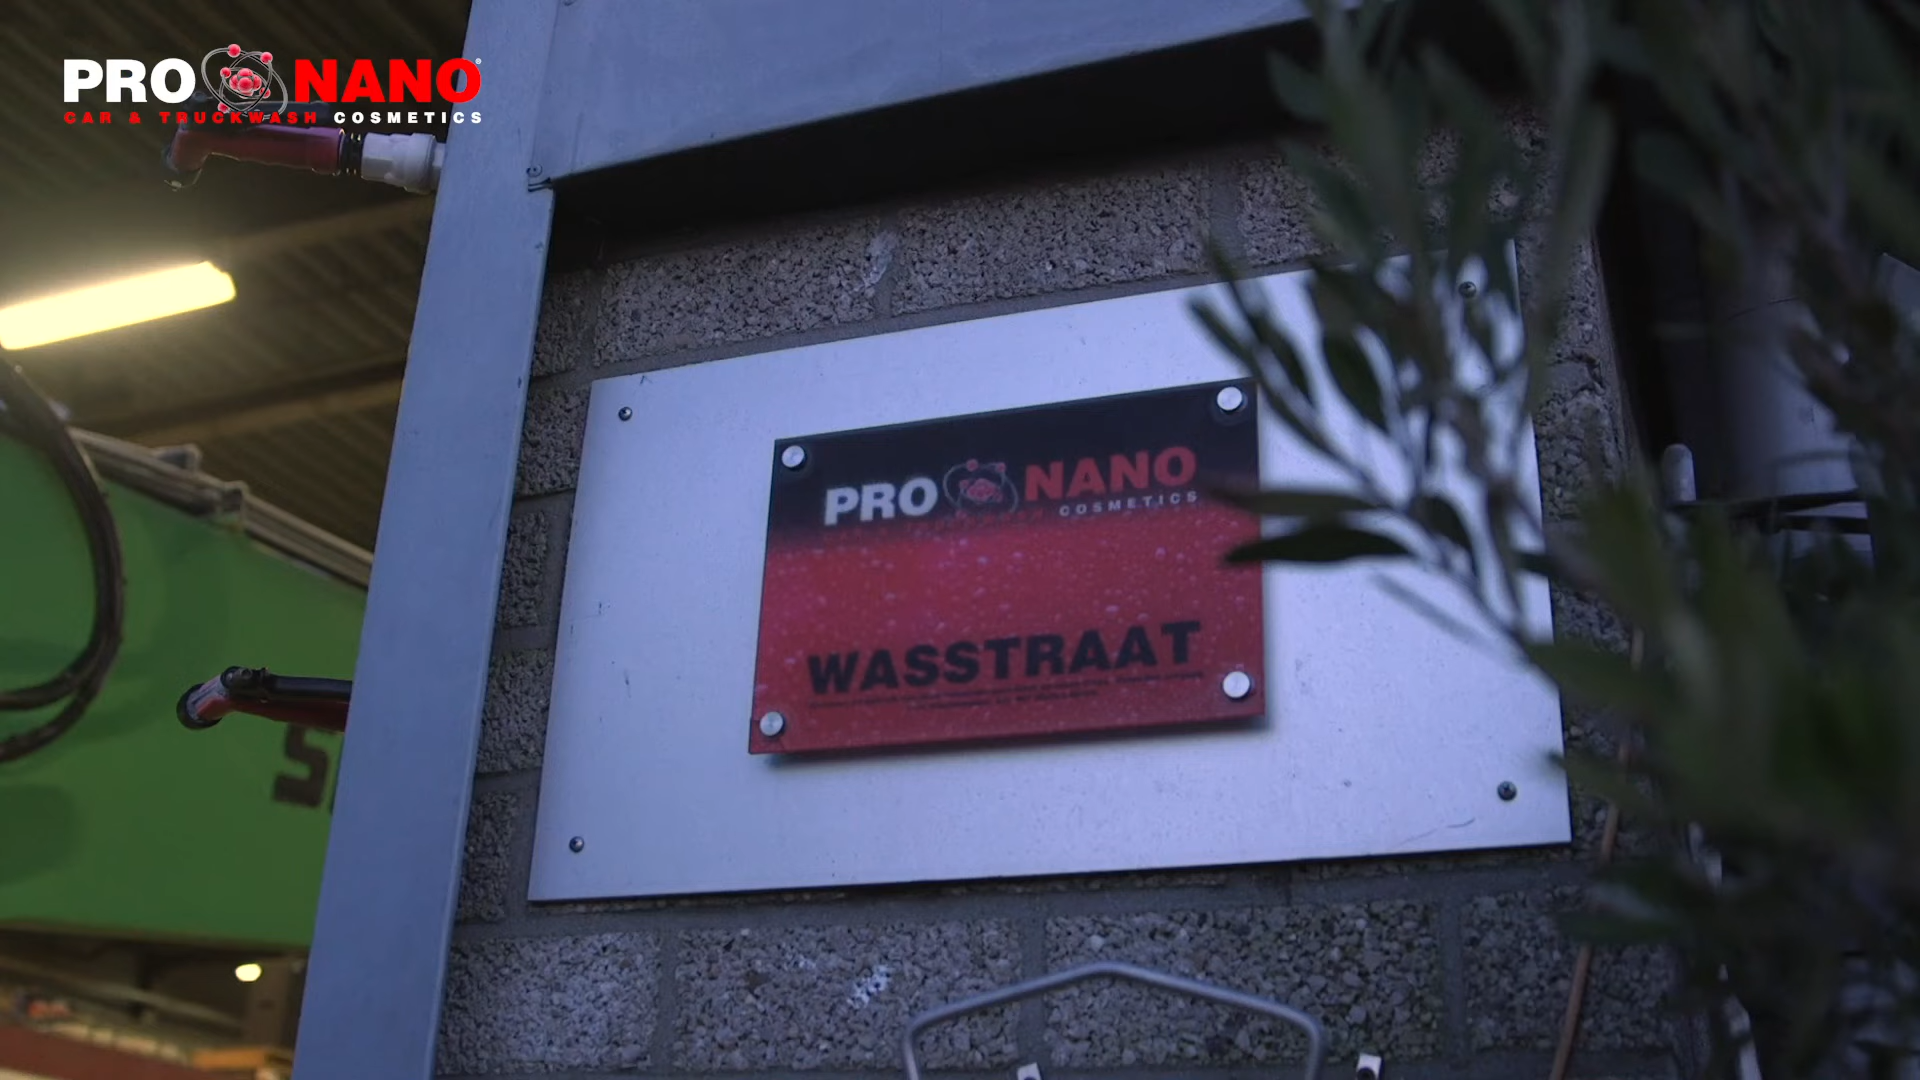 PRO NANO®
CAR & TRUCKWASH COSMETICS
PRO NANO
COSMETICS
WASSTRAAT